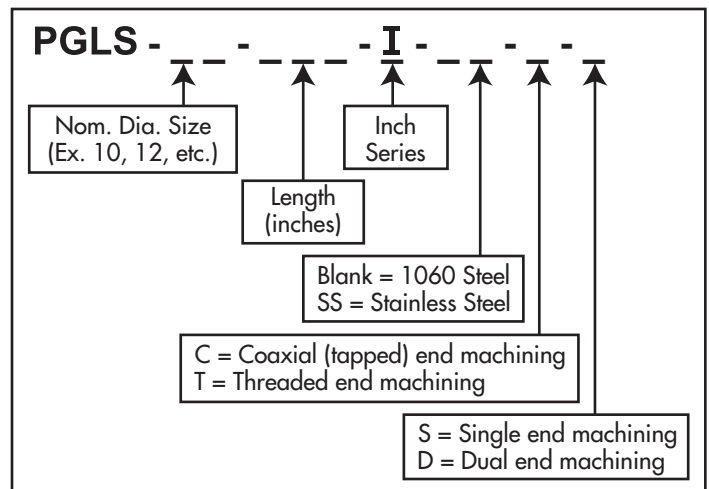 PGLS - _ _ - _ _ _ - I - _ _ - _ - _
Nom. Dia. Size
(Ex. 10, 12, etc.)
Inch
Series
Length
(inches)
Blank = 1060 Steel
SS = Stainless Steel
C = Coaxial (tapped) end machining
T = Threaded end machining
S = Single end machining
D = Dual end machining